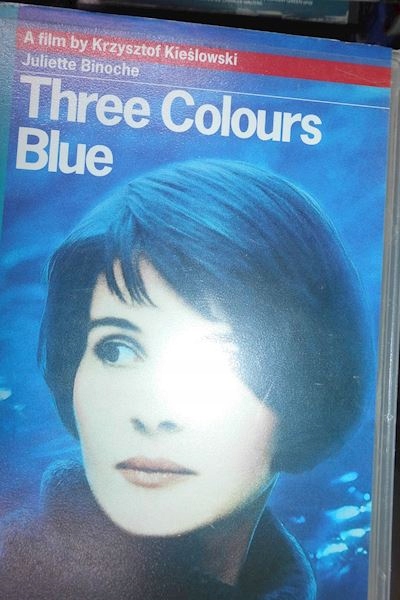 A film by Krzysztof Kieślowski
Juliette Binoche
Three Colours
Blue